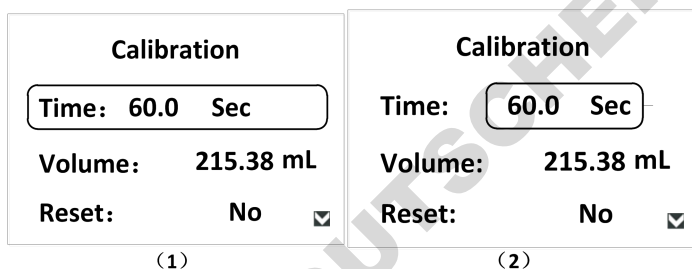 Calibration
Time： 60.0 Sec
Volume： 215.38 mL
Reset： No
（1）
Calibration
Time: 60.0 Sec
Volume: 215.38 mL
Reset: No
（2）